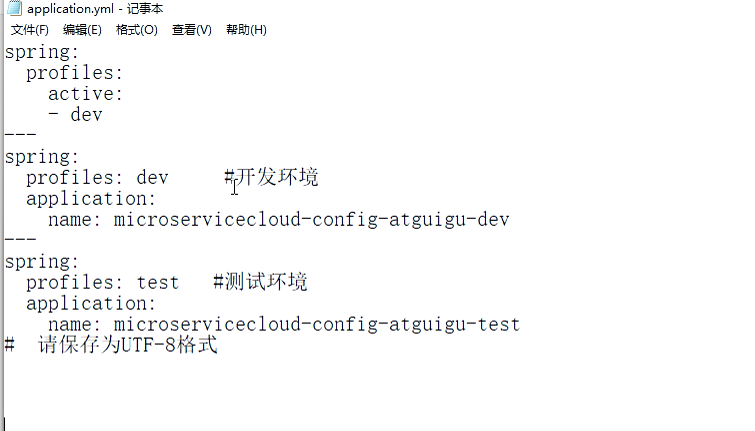 application.yml - 记事本
文件(F) 编辑(E) 格式(O) 查看(V) 帮助(H)
spring:
  profiles:
    active:
    - dev
---
spring:
  profiles: dev     #开发环境
  application:
    name: microservicecloud-config-atguigu-dev
---
spring:
  profiles: test   #测试环境
  application:
    name: microservicecloud-config-atguigu-test
#  请保存为UTF-8格式